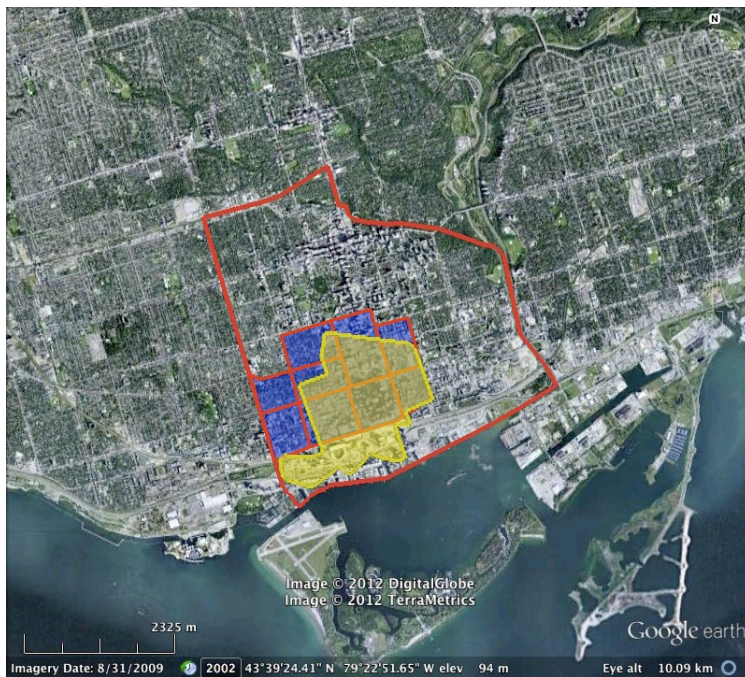 N
Image © 2012 DigitalGlobe
Image © 2012 TerraMetrics
2325 m
Google earth
Imagery Date: 8/31/2009 2002 43°39'24.41" N 79°22'51.65" W elev 94 m Eye alt 10.09 km